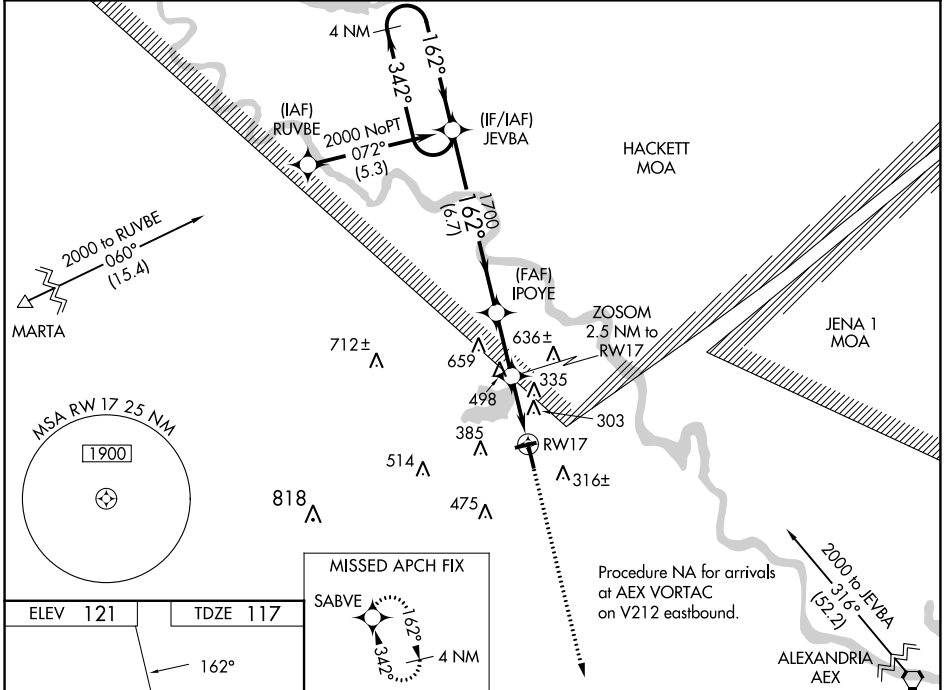 4 NM
162°
342°
(IAF)
RUVBE
2000 NoPT
072°
(5.3)
(IF/IAF)
JEVBA
HACKETT
MOA
1700
162°
(6.7)
2000 to RUVBE
060°
(15.4)
MARTA
(FAF)
IPOYE
ZOSOM
2.5 NM to
RW17
JENA 1
MOA
712±
659
636±
498
335
303
385
RW17
514
316±
475
818
MSA RW 17 25 NM
1900
MISSED APCH FIX
SABVE
162°
342°
4 NM
Procedure NA for arrivals
at AEX VORTAC
on V212 eastbound.
2000 to JEVBA
316°
(52.2)
ALEXANDRIA
AEX
ELEV 121
TDZE 117
162°